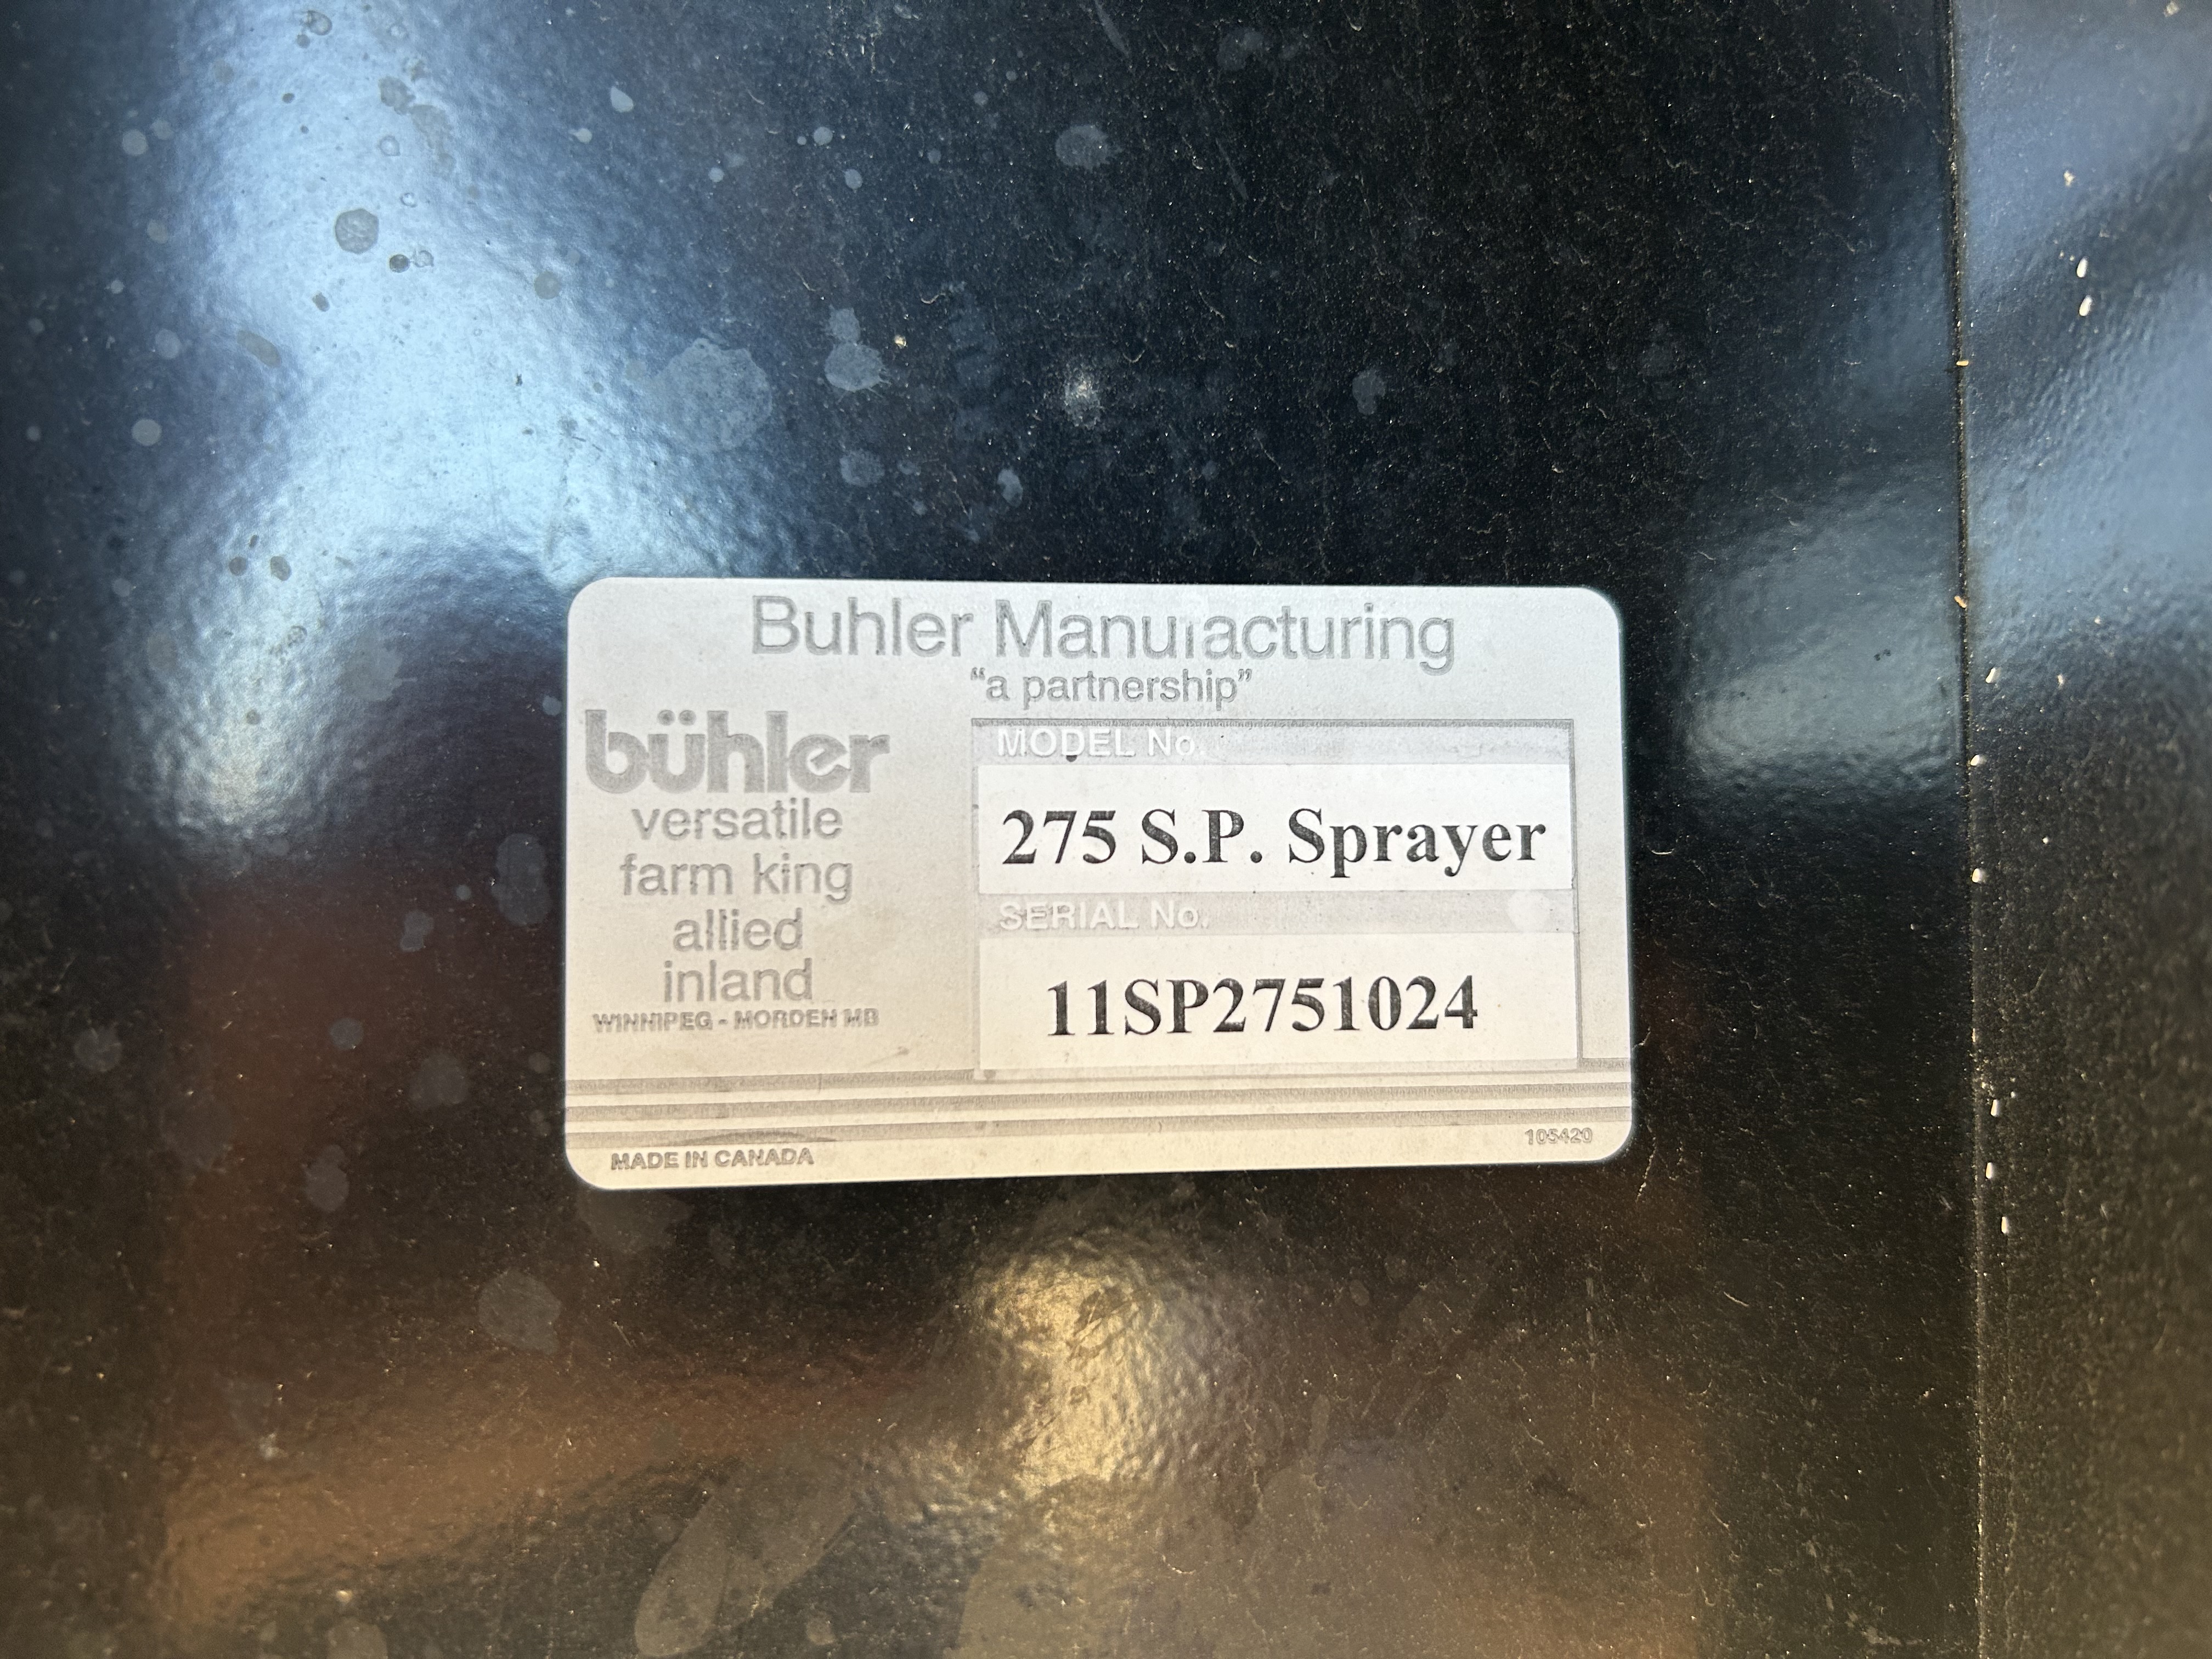 Buhler Manufacturing
“a partnership”
bühler
versatile
farm king
allied
inland
WINNIPEG - MORDEN MB
MODEL No.
275 S.P. Sprayer
SERIAL No.
11SP2751024
MADE IN CANADA
105420